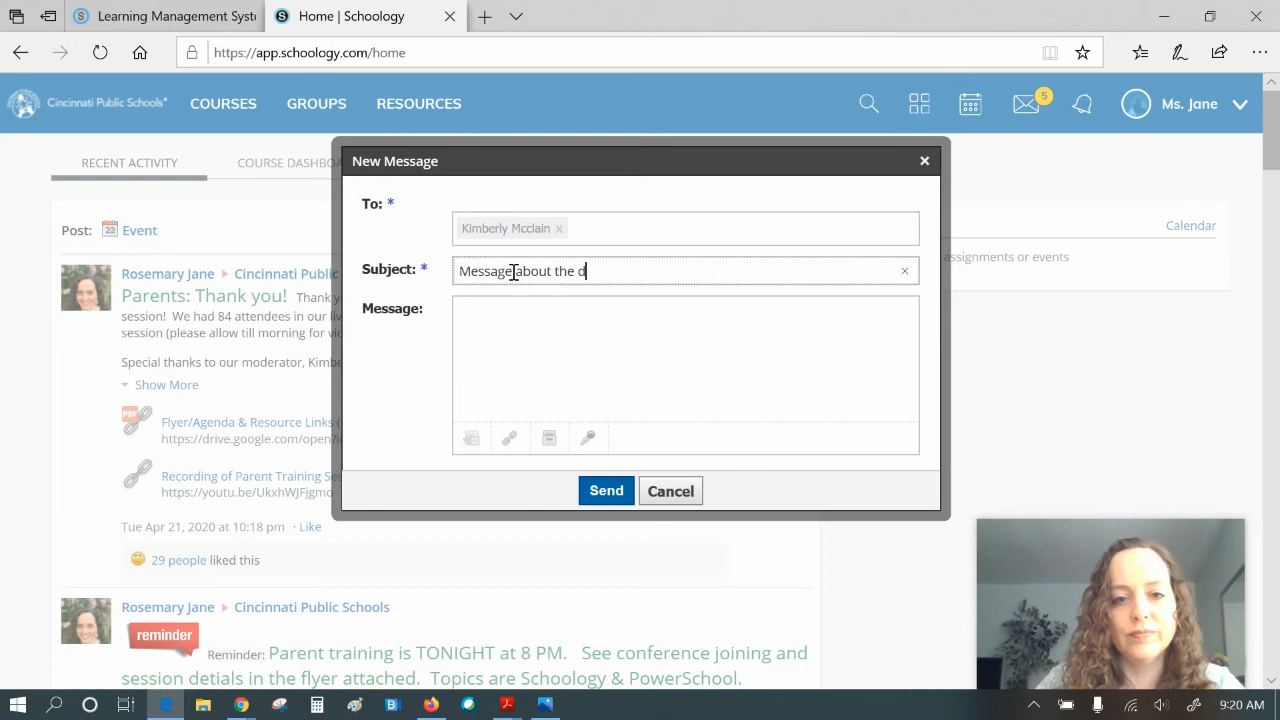 Learning Management Syst
Home | Schoology
https://app.schoology.com/home
Cincinnati Public Schools
COURSES
GROUPS
RESOURCES
5
Ms. Jane
RECENT ACTIVITY
COURSE DASHBOA
New Message
To: *
Kimberly Mcclain x
Subject: *
Message about the d
Message:
Send
Cancel
Post:
22
Event
Calendar
assignments or events
Rosemary Jane
Cincinnati Public
Parents: Thank you! Thank y
session! We had 84 attendees in our liv
session (please allow till morning for vid
Special thanks to our moderator, Kimbe
Show More
PDF
Flyer/Agenda & Resource Links (
https://drive.google.com/open?i
Recording of Parent Training Ses
https://youtu.be/UkxhWJFjgmo
Tue Apr 21, 2020 at 10:18 pm · Like
29 people liked this
Rosemary Jane
Cincinnati Public Schools
reminder
Reminder: Parent training is TONIGHT at 8 PM. See conference joining and
session detials in the flyer attached. Topics are Schoology & PowerSchool.
9:20 AM